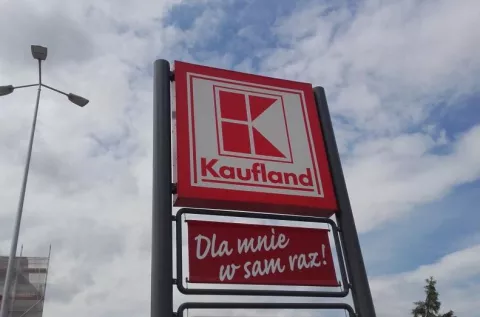 Kaufland
Dla mnie
w sam raz!